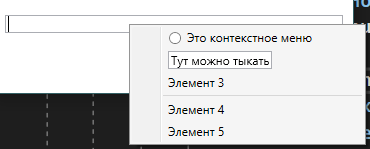 Это контекстное меню
Тут можно тыкать
Элемент 3
Элемент 4
Элемент 5